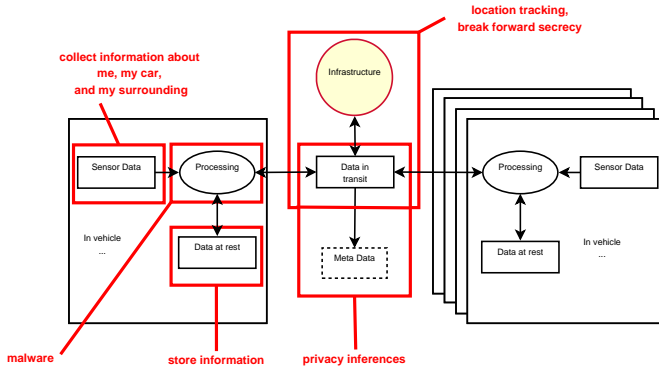 location tracking,
break forward secrecy
collect information about
me, my car,
and my surrounding
Infrastructure
Sensor Data
Processing
Data in
transit
Processing
Sensor Data
In vehicle
...
Data at rest
Meta Data
Data at rest
In vehicle
...
malware
store information
privacy inferences